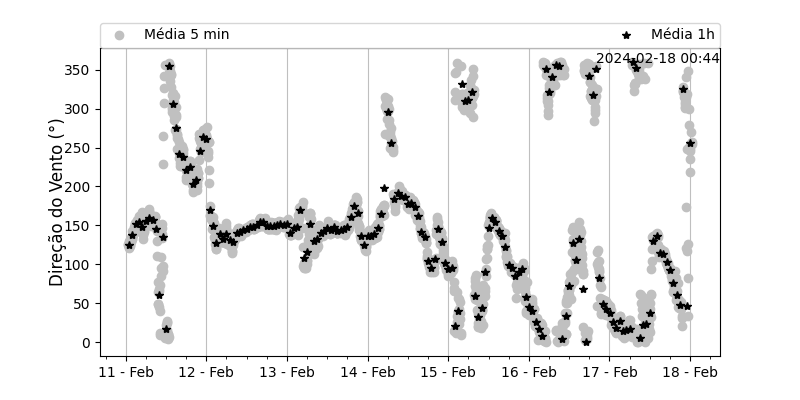 Média 5 min
Média 1h
2024-02-18 00:44
Direção do Vento (°)
350
300
250
200
150
100
50
0
11 - Feb
12 - Feb
13 - Feb
14 - Feb
15 - Feb
16 - Feb
17 - Feb
18 - Feb